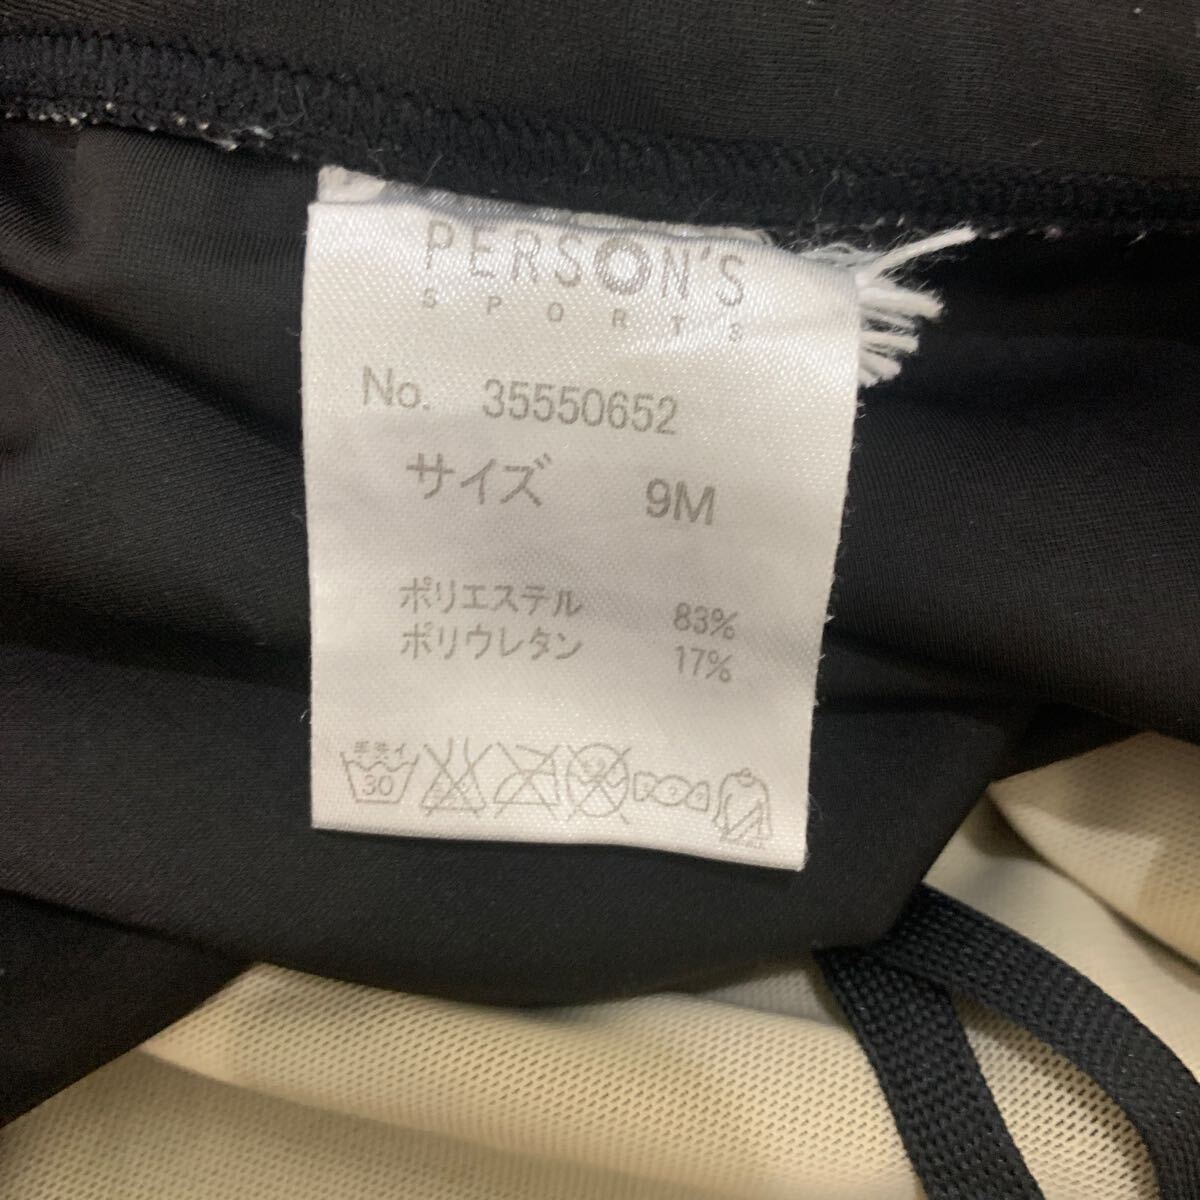 PERSON'S
SPORTS
No. 35550652
サイズ 9M
ポリエステル 83%
ポリウレタン 17%
手洗イ
30